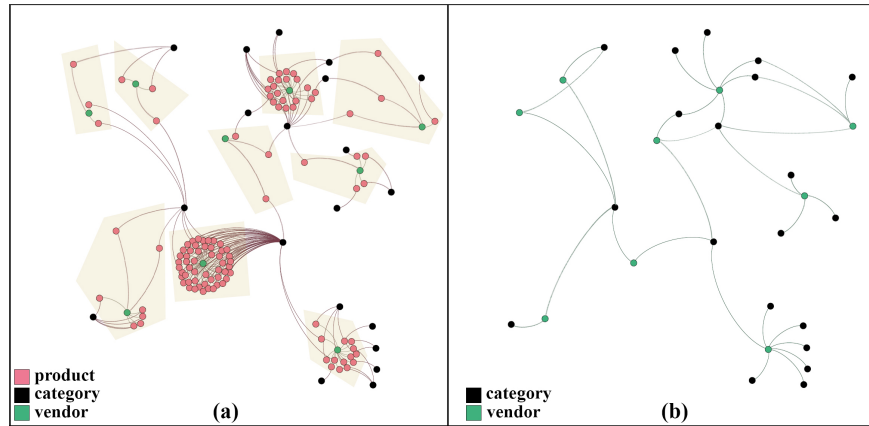 product
category
vendor
(a)
category
vendor
(b)